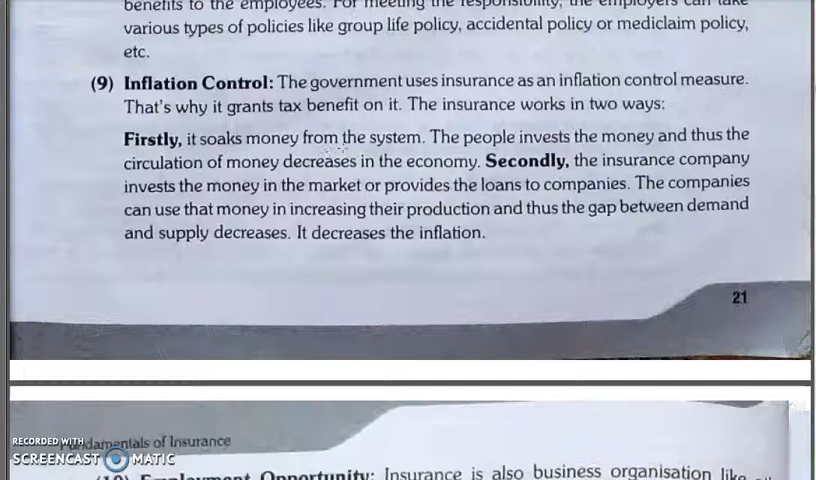 benefits to the employees. For meeting the responsibility, the employers can take
various types of policies like group life policy, accidental policy or mediclaim policy,
etc.
(9) Inflation Control: The government uses insurance as an inflation control measure.
That's why it grants tax benefit on it. The insurance works in two ways:
Firstly, it soaks money from the system. The people invests the money and thus the
circulation of money decreases in the economy. Secondly, the insurance company
invests the money in the market or provides the loans to companies. The companies
can use that money in increasing their production and thus the gap between demand
and supply decreases. It decreases the inflation.
21
Fundamentals of Insurance
RECORDED WITH
SCREENCAST MATIC
(10) Employment Opportunity: Insurance is also business organisation like